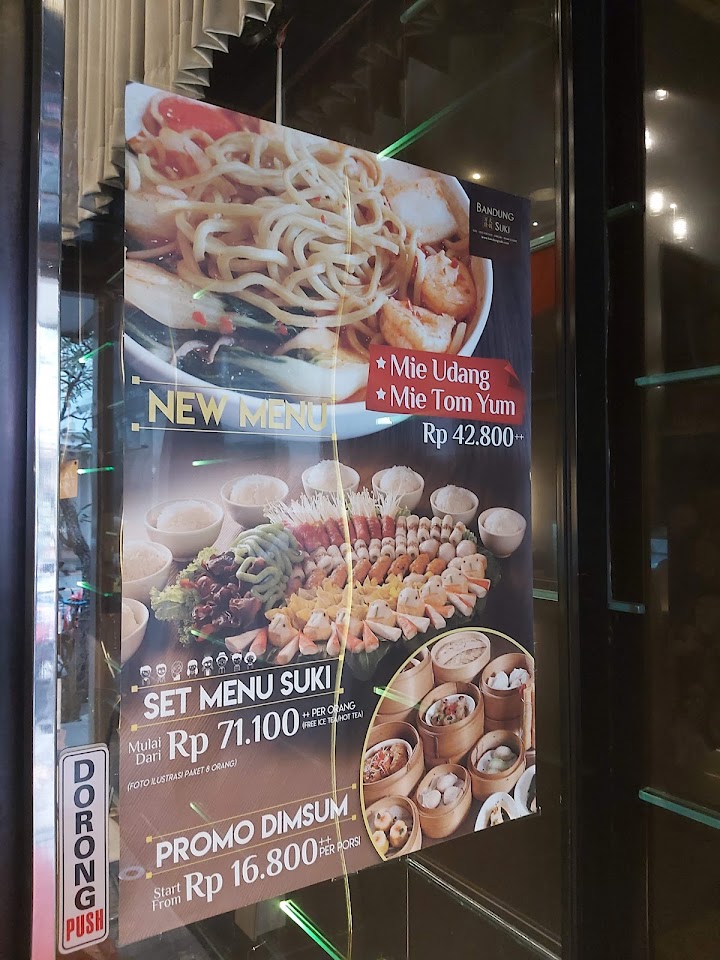 BANDUNG
SUKI
★ Mie Udang
★ Mie Tom Yum
NEW MENU
Rp 42.800++
SET MENU SUKI
Mulai
Dari
Rp 71.100
++ PER ORANG
(FREE ICE TEA/HOT TEA)
(FOTO ILUSTRASI PAKET 8 ORANG)
PROMO DIMSUM
Start
From
Rp 16.800
++
PER PORSI
DORONG
PUSH